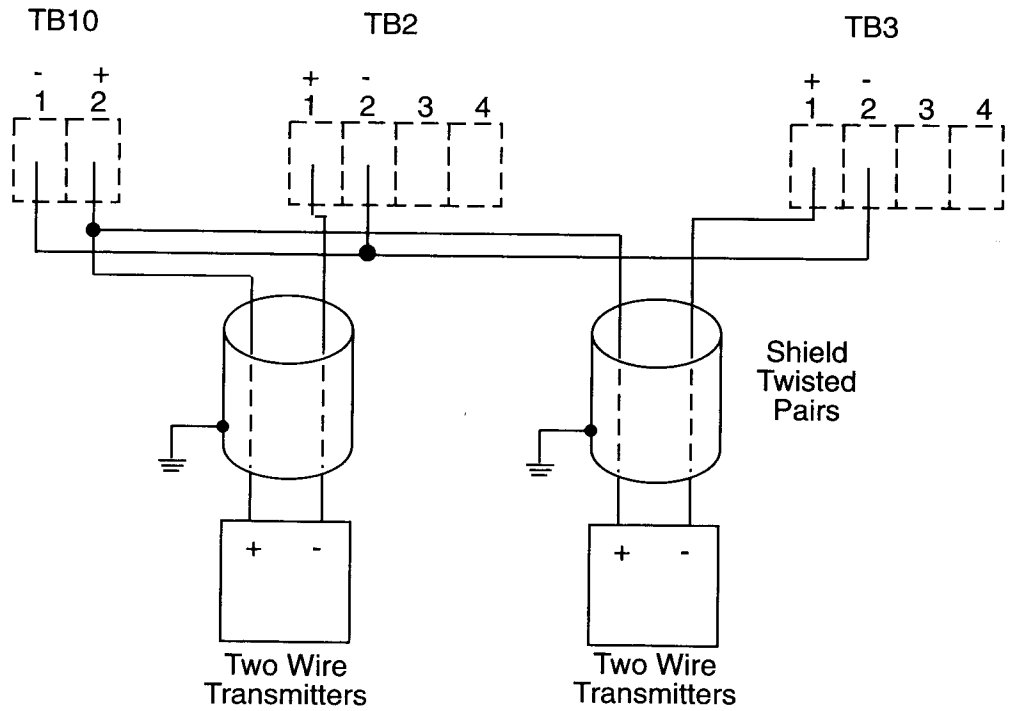 TB10
TB2
TB3
- +
1 2
+ -
1 2 3 4
+ -
1 2 3 4
Shield
Twisted
Pairs
+ -
+ -
Two Wire
Transmitters
Two Wire
Transmitters